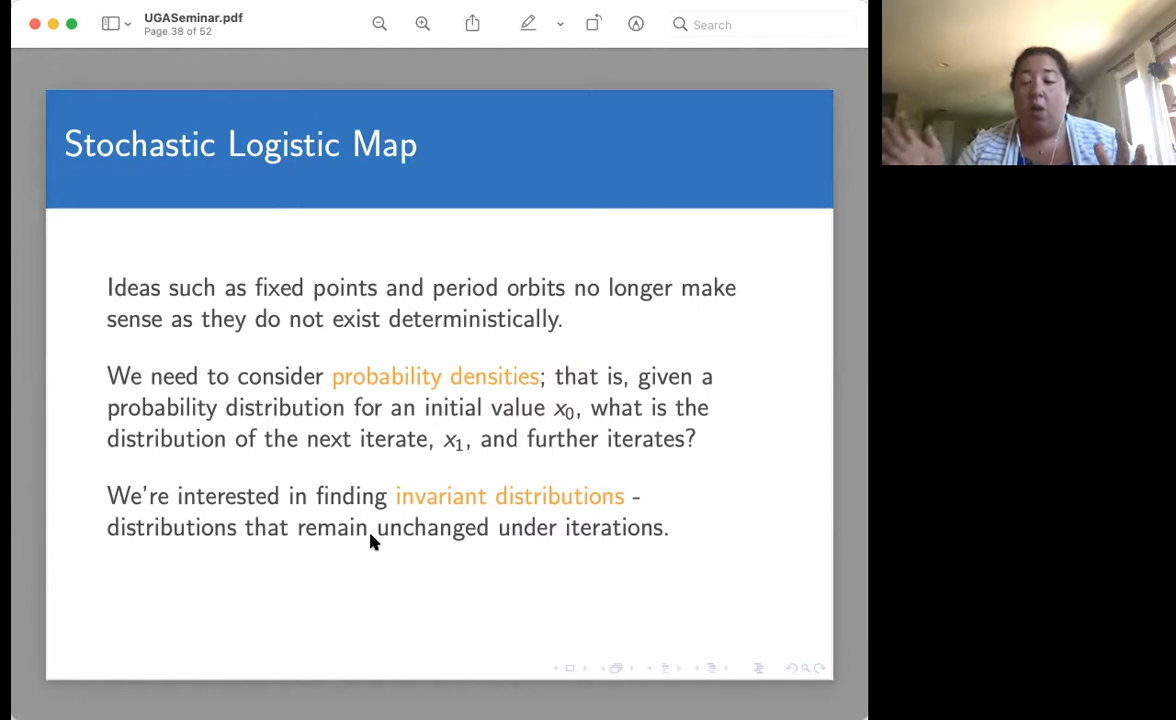 UGASeminar.pdf
Page 38 of 52
Search
Stochastic Logistic Map
Ideas such as fixed points and period orbits no longer make
sense as they do not exist deterministically.
We need to consider probability densities; that is, given a
probability distribution for an initial value x₀, what is the
distribution of the next iterate, x₁, and further iterates?
We're interested in finding invariant distributions -
distributions that remain unchanged under iterations.